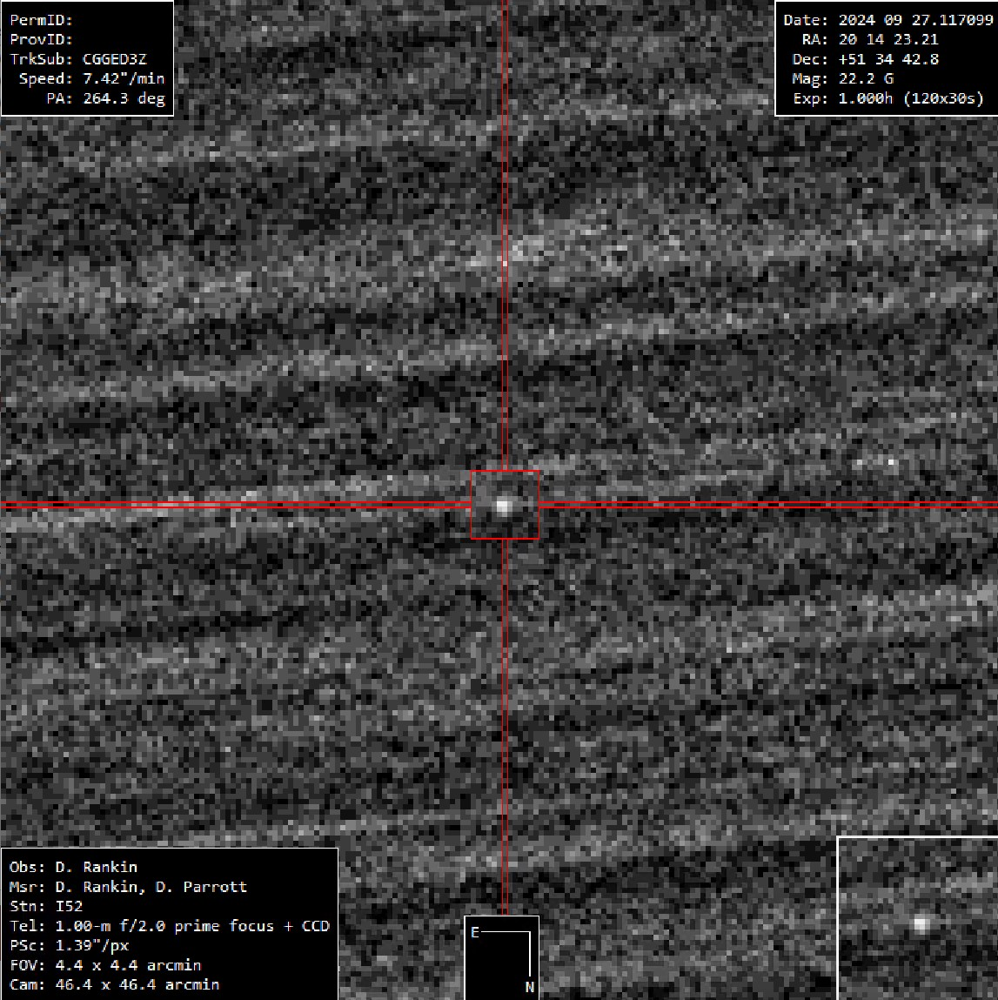 PermID:
ProvID:
TrkSub: CGGED3Z
Speed: 7.42"/min
PA: 264.3 deg
Date: 2024 09 27.117099
RA: 20 14 23.21
Dec: +51 34 42.8
Mag: 22.2 G
Exp: 1.000h (120x30s)
Obs: D. Rankin
Msr: D. Rankin, D. Parrott
Stn: I52
Tel: 1.00-m f/2.0 prime focus + CCD
PSc: 1.39"/px
FOV: 4.4 x 4.4 arcmin
Cam: 46.4 x 46.4 arcmin
E
N